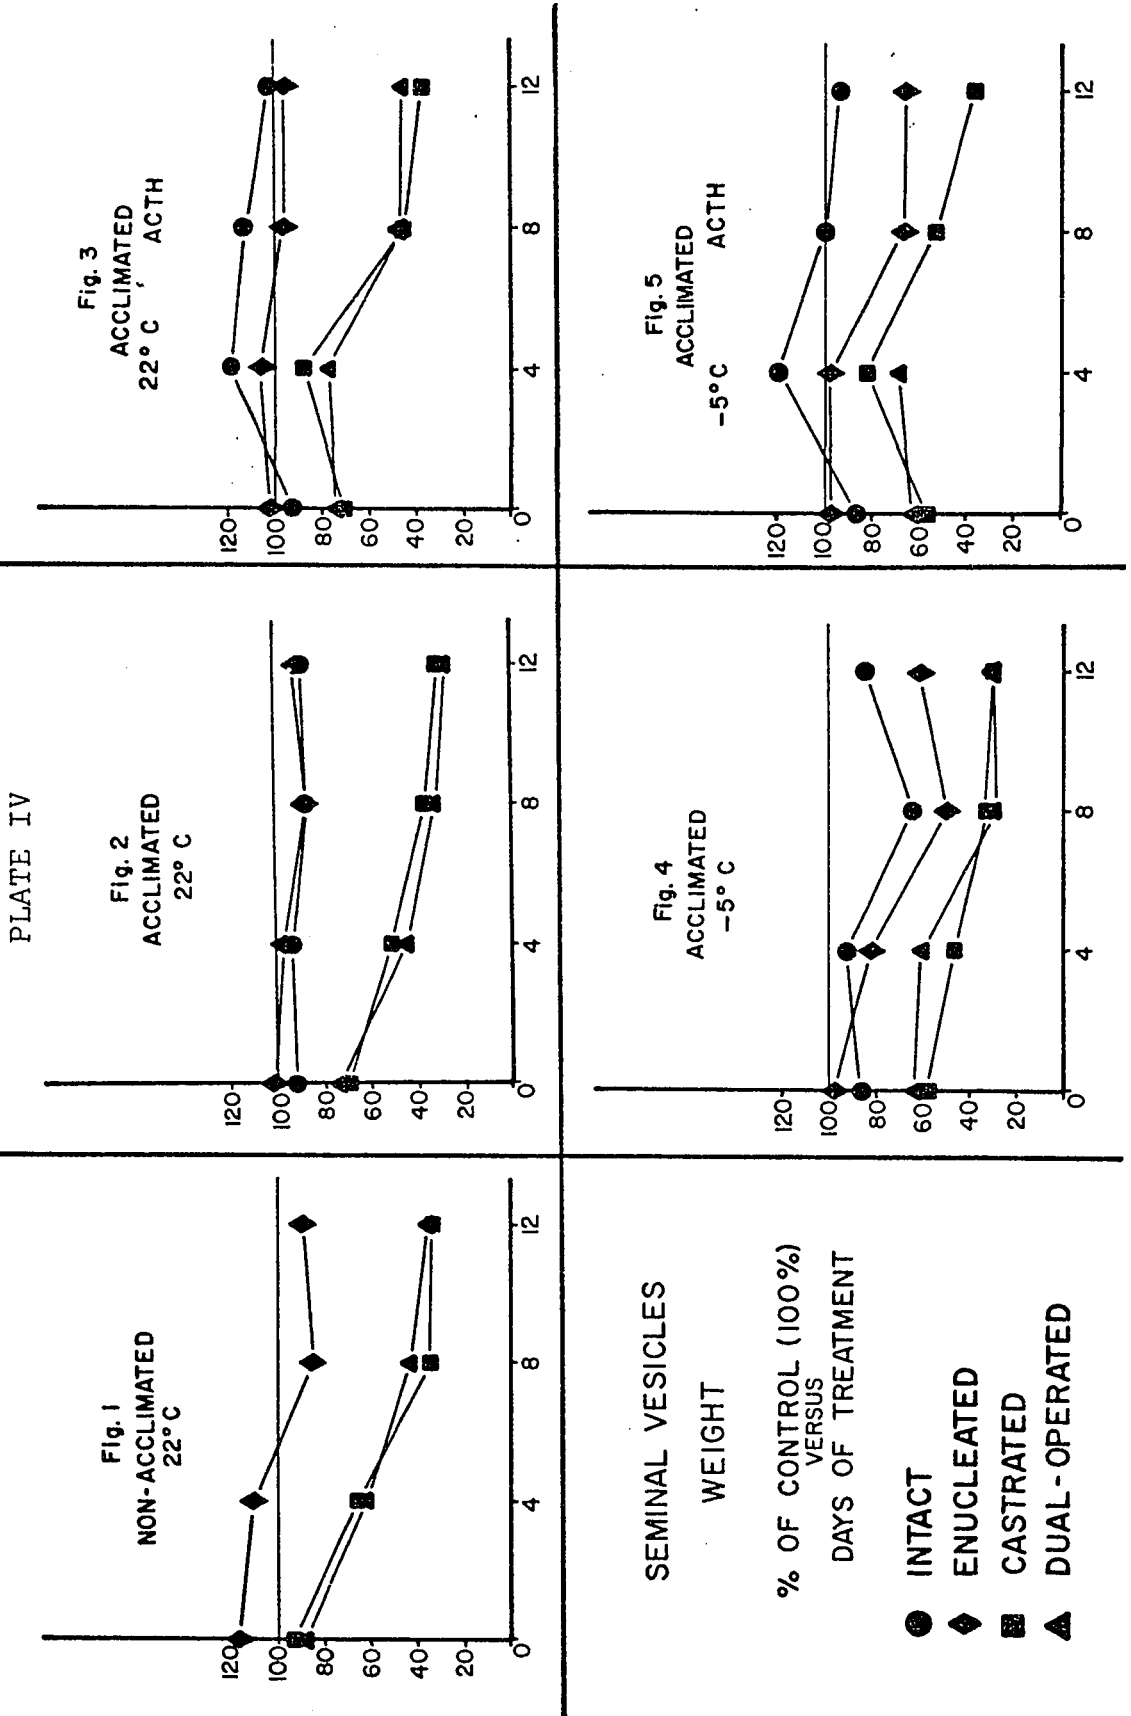 PLATE IV
Fig. 1
NON-ACCLIMATED
22° C
120
100
80
60
40
20
0
4
8
12
Fig. 2
ACCLIMATED
22° C
120
100
80
60
40
20
0
4
8
12
Fig. 3
ACCLIMATED
22° C ACTH
120
100
80
60
40
20
0
4
8
12
SEMINAL VESICLES
WEIGHT
% OF CONTROL (100%)
VERSUS
DAYS OF TREATMENT
INTACT
ENUCLEATED
CASTRATED
DUAL-OPERATED
Fig. 4
ACCLIMATED
-5° C
120
100
80
60
40
20
0
4
8
12
Fig. 5
ACCLIMATED
-5° C ACTH
120
100
80
60
40
20
0
4
8
12